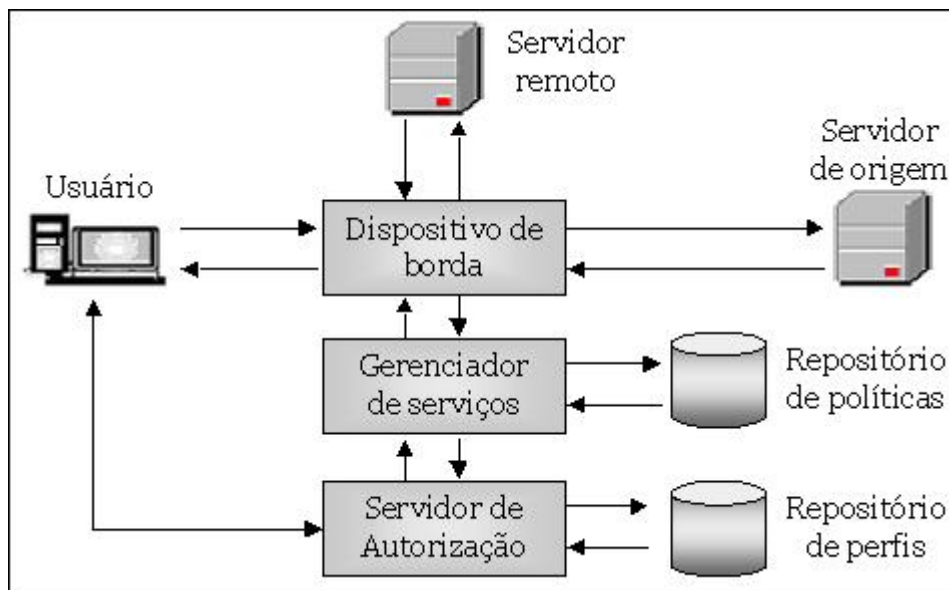 Servidor
remoto
Servidor
de origem
Usuário
Dispositivo de
borda
Gerenciador
de serviços
Repositório
de políticas
Servidor de
Autorização
Repositório
de perfis